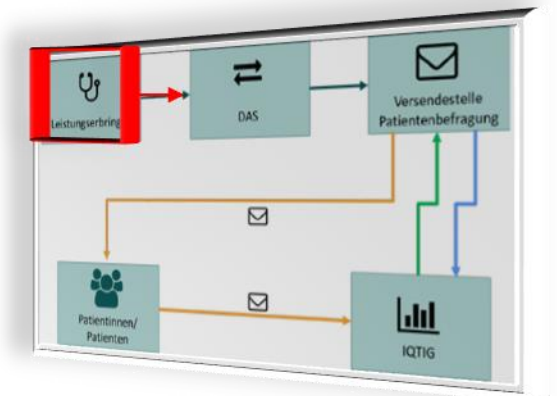 Leistungserbring
DAS
Versendestelle
Patientenbefragung
Patientinnen/
Patienten
IQTIG